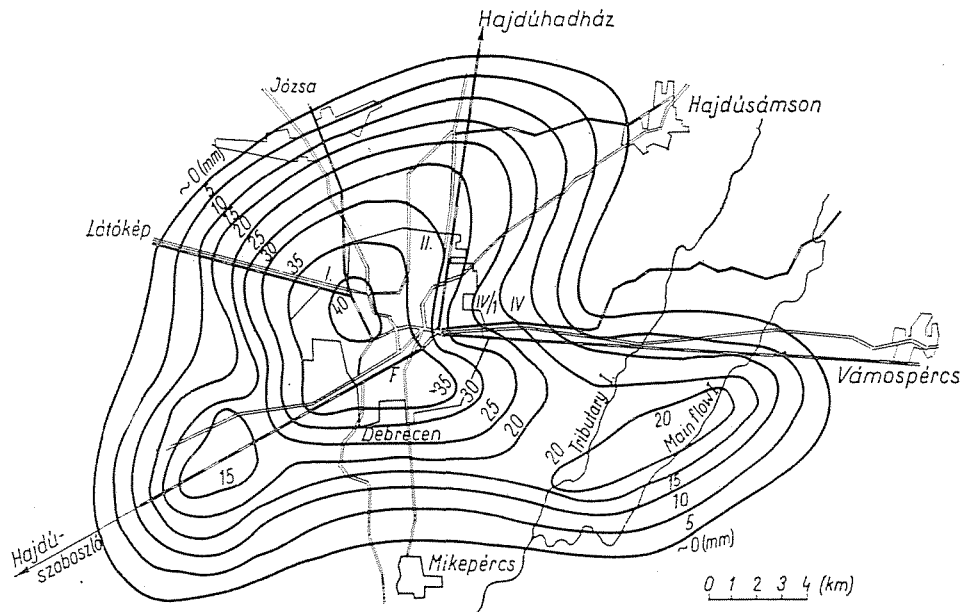 Hajdúhadház
Józsa
Hajdúsámson
~0(mm)
5
10
15
20
25
30
35
Látókép
II.
I.
40
IV/1
IV
F
>35
30
25
20
Debrecen
Vámospércs
Tributary I.
Main flow I.
20
20
15
15
10
5
~0(mm)
Hajdú-
szoboszló
Mikepércs
0 1 2 3 4 (km)